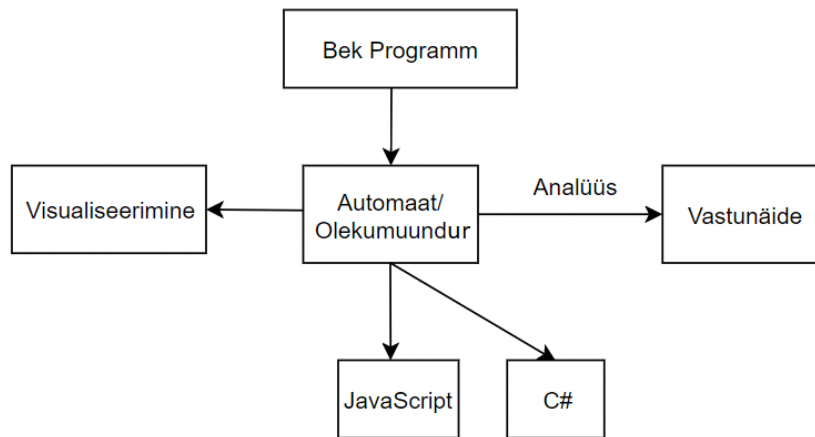 Bek Programm
Visualiseerimine
Automaat/
Olekumuundur
Analüüs
Vastunäide
JavaScript
C#